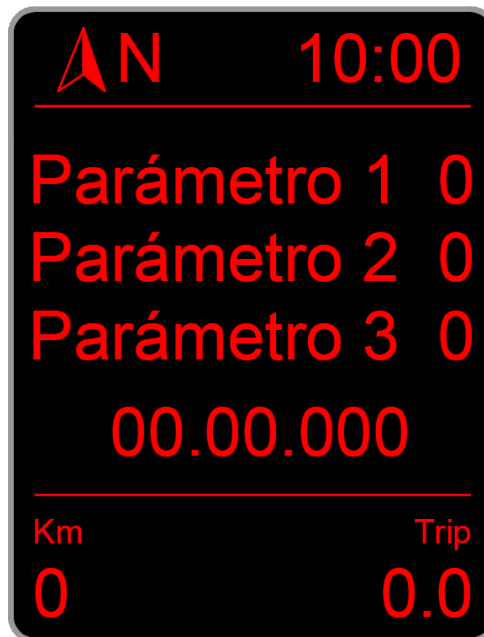 N 10:00
Parámetro 1 0
Parámetro 2 0
Parámetro 3 0
00.00.000
Km Trip
0 0.0